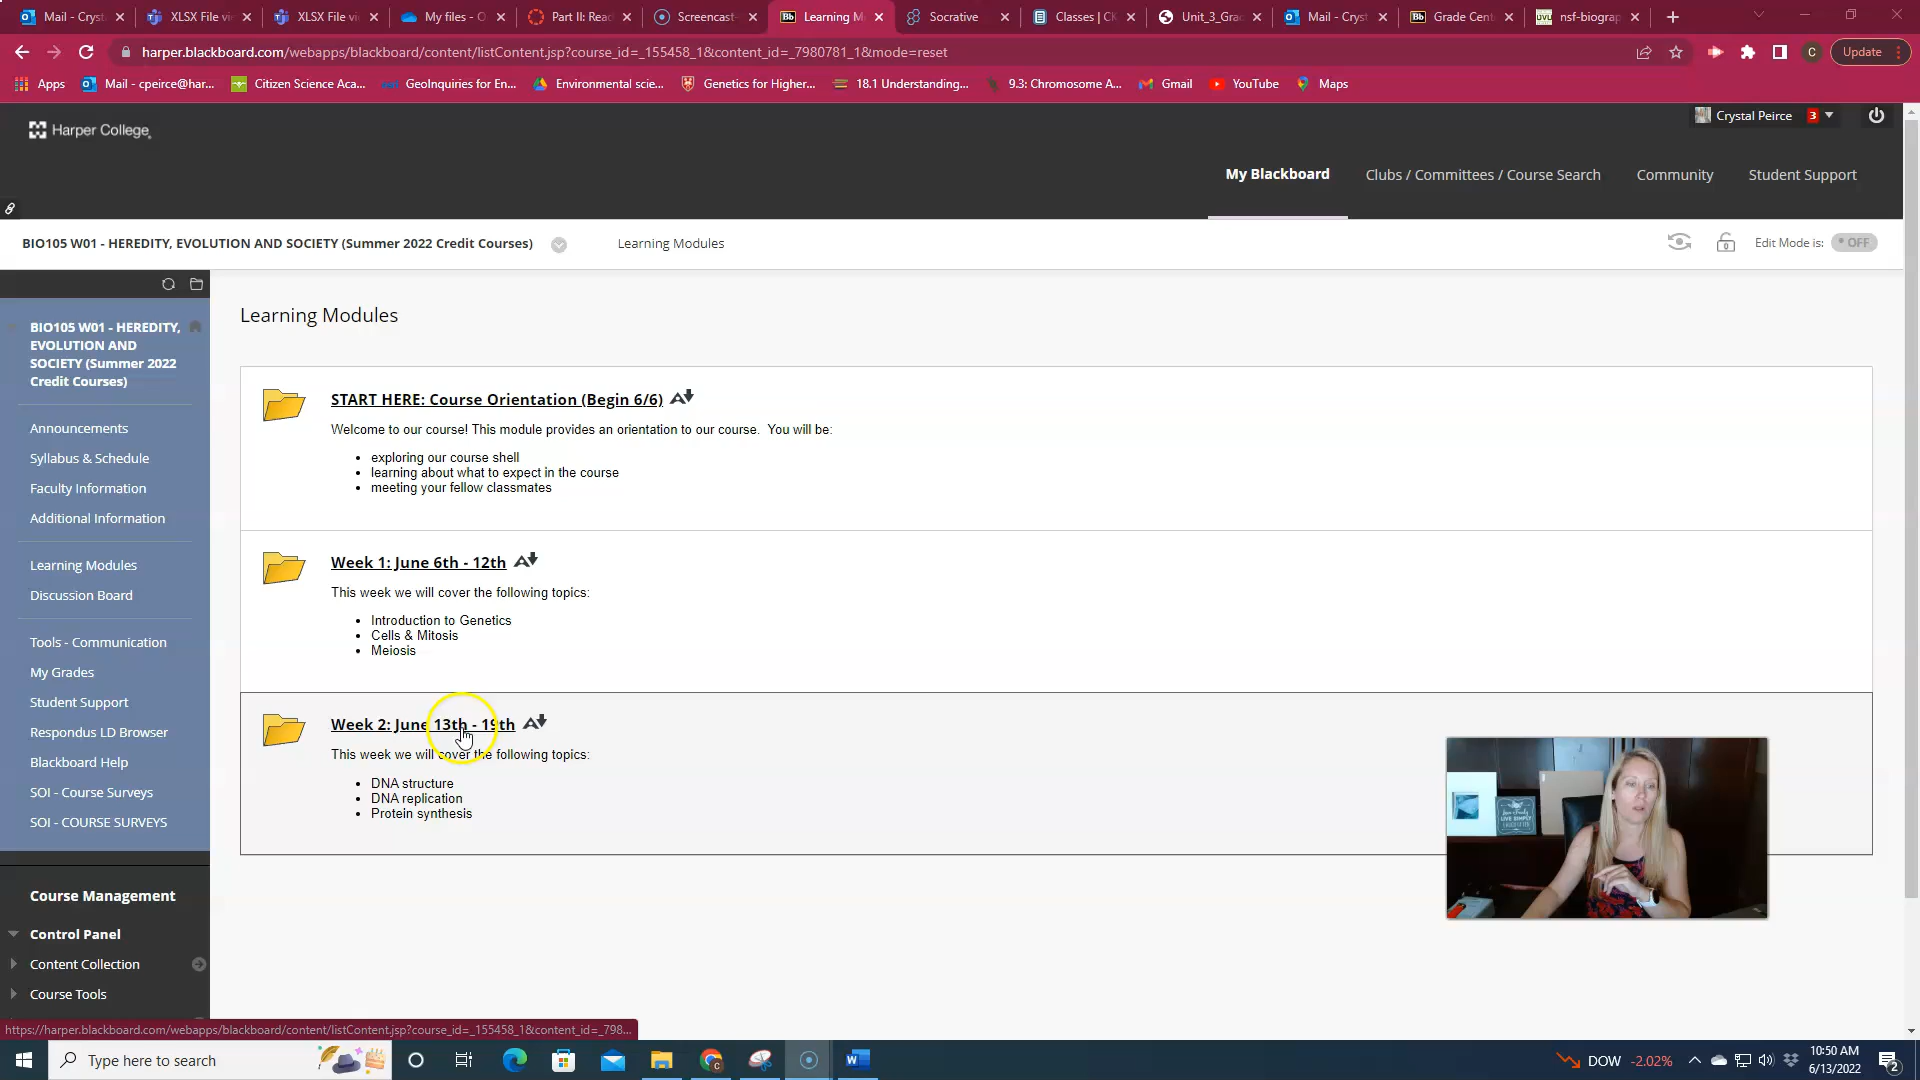 Mail - Cryst
XLSX File vi
XLSX File vi
My files - O
Part II: Read
Screencast-
Learning M
Socrative
Classes | CK
Unit_3_Grad
Mail - Cryst
Grade Cent
nsf-biograp
harper.blackboard.com/webapps/blackboard/content/listContent.jsp?course_id=_155458_1&content_id=_7980781_1&mode=reset
C
Update
Apps
Mail - cpeirce@har...
Citizen Science Aca...
GeoInquiries for En...
Environmental scie...
Genetics for Higher...
18.1 Understanding...
9.3: Chromosome A...
Gmail
YouTube
Maps
Harper College
Crystal Peirce
3
My Blackboard
Clubs / Committees / Course Search
Community
Student Support
BIO105 W01 - HEREDITY, EVOLUTION AND SOCIETY (Summer 2022 Credit Courses)
Learning Modules
Edit Mode is:
OFF
BIO105 W01 - HEREDITY,
EVOLUTION AND
SOCIETY (Summer 2022
Credit Courses)
Announcements
Syllabus & Schedule
Faculty Information
Additional Information
Learning Modules
Discussion Board
Tools - Communication
My Grades
Student Support
Respondus LD Browser
Blackboard Help
SOI - Course Surveys
SOI - COURSE SURVEYS
Course Management
Control Panel
Content Collection
Course Tools
Learning Modules
START HERE: Course Orientation (Begin 6/6)
Welcome to our course! This module provides an orientation to our course.  You will be:
• exploring our course shell
• learning about what to expect in the course
• meeting your fellow classmates
Week 1: June 6th - 12th
This week we will cover the following topics:
• Introduction to Genetics
• Cells & Mitosis
• Meiosis
Week 2: June 13th - 19th
This week we will cover the following topics:
• DNA structure
• DNA replication
• Protein synthesis
LIVE SIMPLY
https://harper.blackboard.com/webapps/blackboard/content/listContent.jsp?course_id=_155458_1&content_id=_798...
Type here to search
DOW
-2.02%
10:50 AM
6/13/2022
2